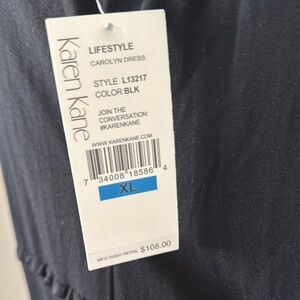 Karen Kane
LIFESTYLE
CAROLYN DRESS
STYLE L13217
COLOR BLK
JOIN THE
CONVERSATION:
#KARENKANE
WWW.KARENKANE.COM
7 34008 18586 4
XL
MFG SUGG RETAIL $108.00